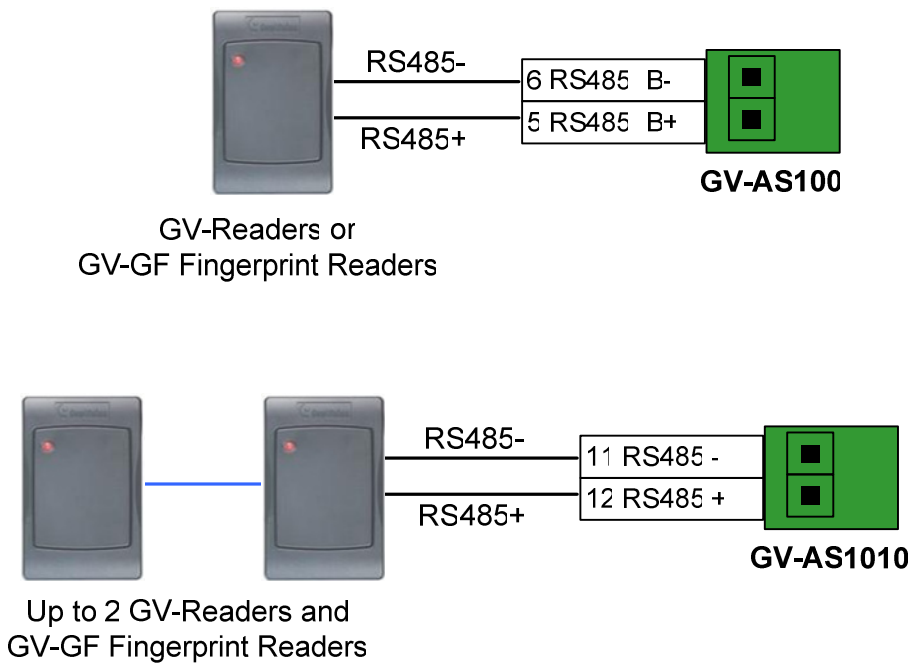 RS485-
6 RS485 B-
5 RS485 B+
RS485+
GV-AS100
GV-Readers or
GV-GF Fingerprint Readers
RS485-
11 RS485 -
12 RS485 +
RS485+
GV-AS1010
Up to 2 GV-Readers and
GV-GF Fingerprint Readers